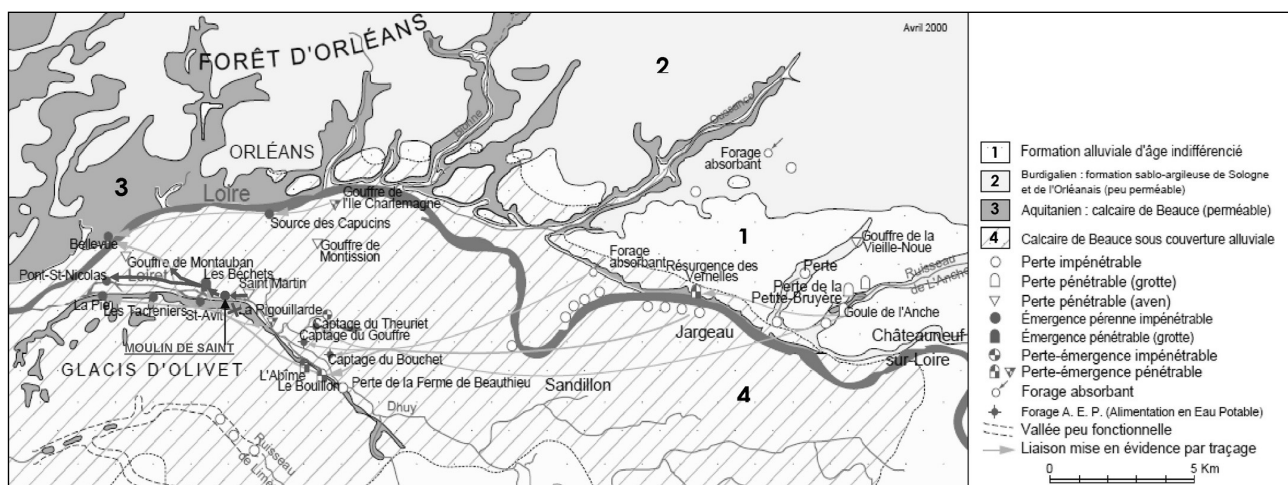 Avril 2000
FORÊT D'ORLÉANS
2
Bionne
Oussance
Forage
absorbant
ORLÉANS
3
Loire
Gouffre de
l'Ile Charlemagne
Source des Capucins
Bellevue
Gouffre de
Montission
1
Gouffre de la
Vieille-Noue
Gouffre de Montauban
Forage
absorbant
Résurgence des
Vernelles
Perte
Ruisseau
de L'Anche
Pont-St-Nicolas
Loiret
Les Béchets
Saint Martin
Perte de la
Petite-Bruyère
La Pie
Les Tacreniers
St-Avit
La Rigouillarde
Goule de l'Anche
Captage du Theuriet
Captage du Gouffre
Jargeau
Châteauneuf
-sur-Loire
MOULIN DE SAINT
Captage du Bouchet
GLACIS D'OLIVET
L'Abîme
Le Bouillon
Perte de la Ferme de Beauthieu
Sandillon
4
Dhuy
Ruisseau
de Lime
1 Formation alluviale d'âge indifférencié
2 Burdigalien : formation sablo-argileuse de Sologne
et de l'Orléanais (peu perméable)
3 Aquitanien : calcaire de Beauce (perméable)
4 Calcaire de Beauce sous couverture alluviale
Perte impénétrable
Perte pénétrable (grotte)
Perte pénétrable (aven)
Émergence pérenne impénétrable
Émergence pénétrable (grotte)
Perte-émergence impénétrable
Perte-émergence pénétrable
Forage absorbant
Forage A. E. P. (Alimentation en Eau Potable)
Vallée peu fonctionnelle
Liaison mise en évidence par traçage
0 5 Km